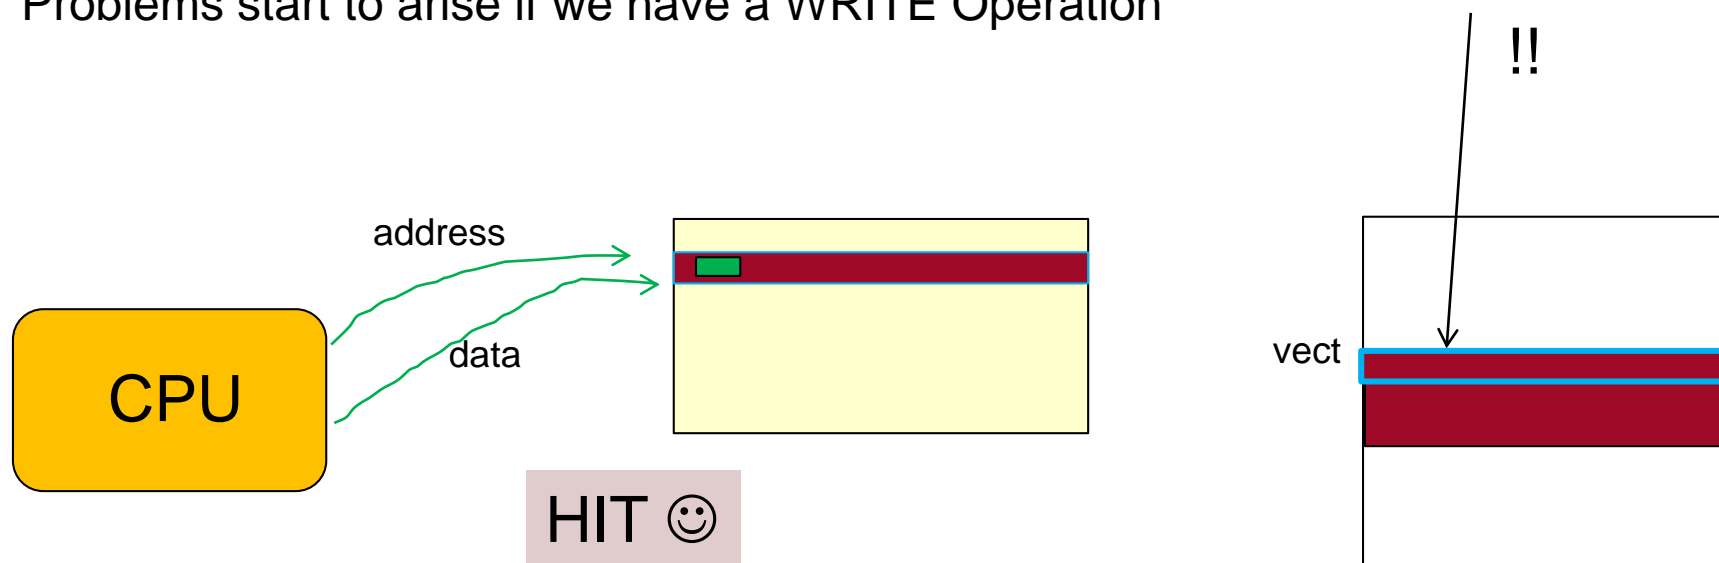 Problems start to arise if we have a WRITE Operation
!!
address
data
vect
CPU
HIT ☺